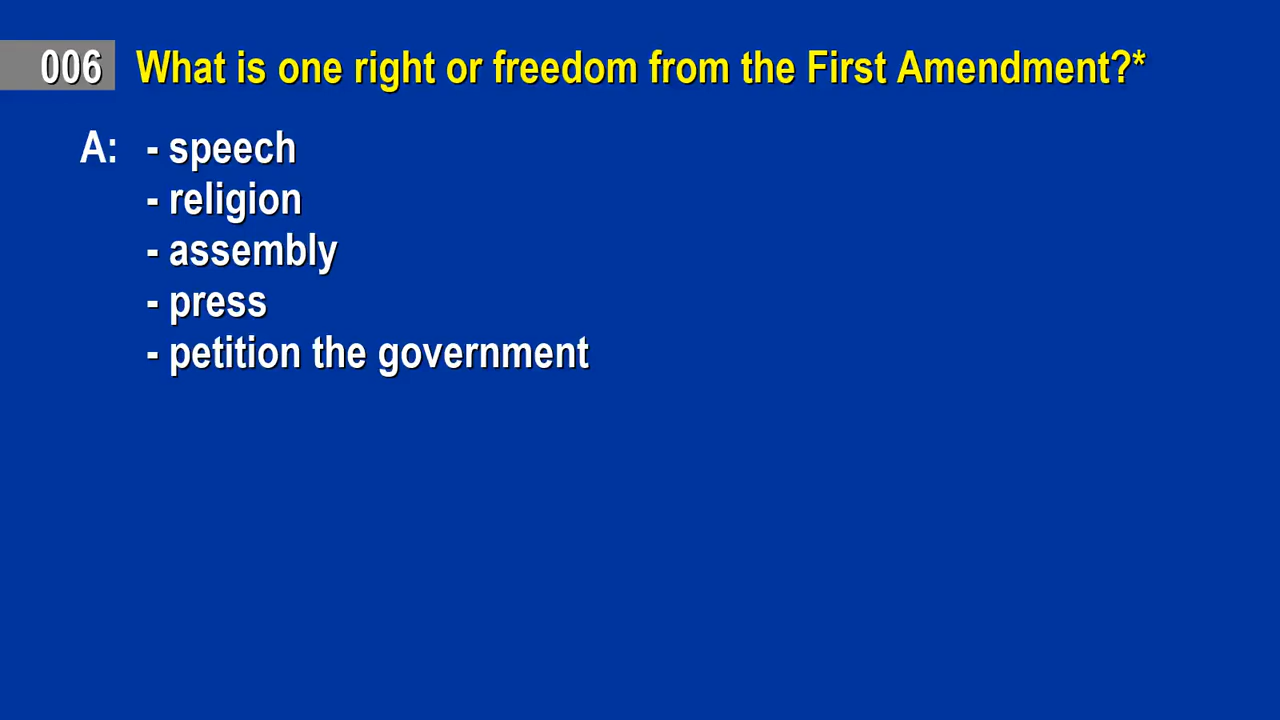 006 What is one right or freedom from the First Amendment?*
A: - speech
- religion
- assembly
- press
- petition the government